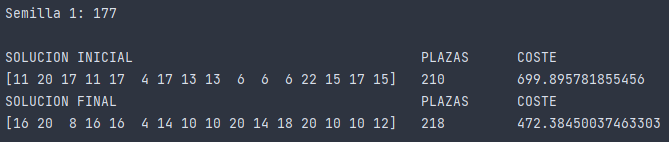 Semilla 1: 177
SOLUCION INICIAL PLAZAS COSTE
[11 20 17 11 17  4 17 13 13  6  6  6 22 15 17 15] 210 699.895781855456
SOLUCION FINAL PLAZAS COSTE
[16 20  8 16 16  4 14 10 10 20 14 18 20 10 10 12] 218 472.38450037463303